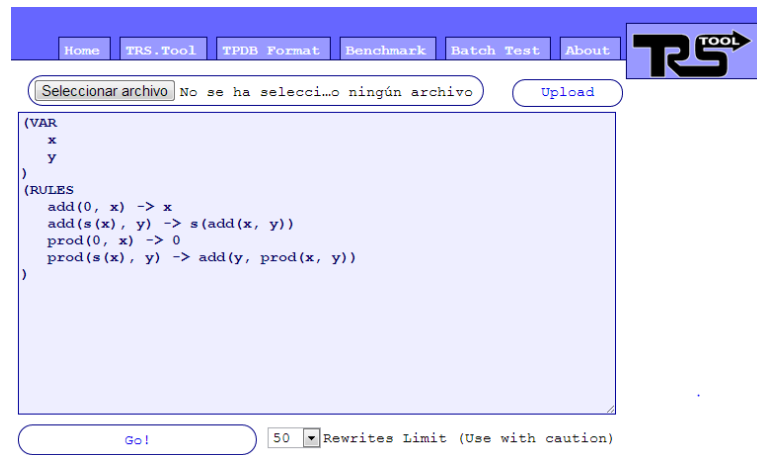 Home TRS.Tool TPDB Format Benchmark Batch Test About TRS TOOL
Seleccionar archivo No se ha selecci…o ningún archivo Upload
(VAR
x
y
)
(RULES
add(0, x) -> x
add(s(x), y) -> s(add(x, y))
prod(0, x) -> 0
prod(s(x), y) -> add(y, prod(x, y))
)
Go! 50 Rewrites Limit (Use with caution)